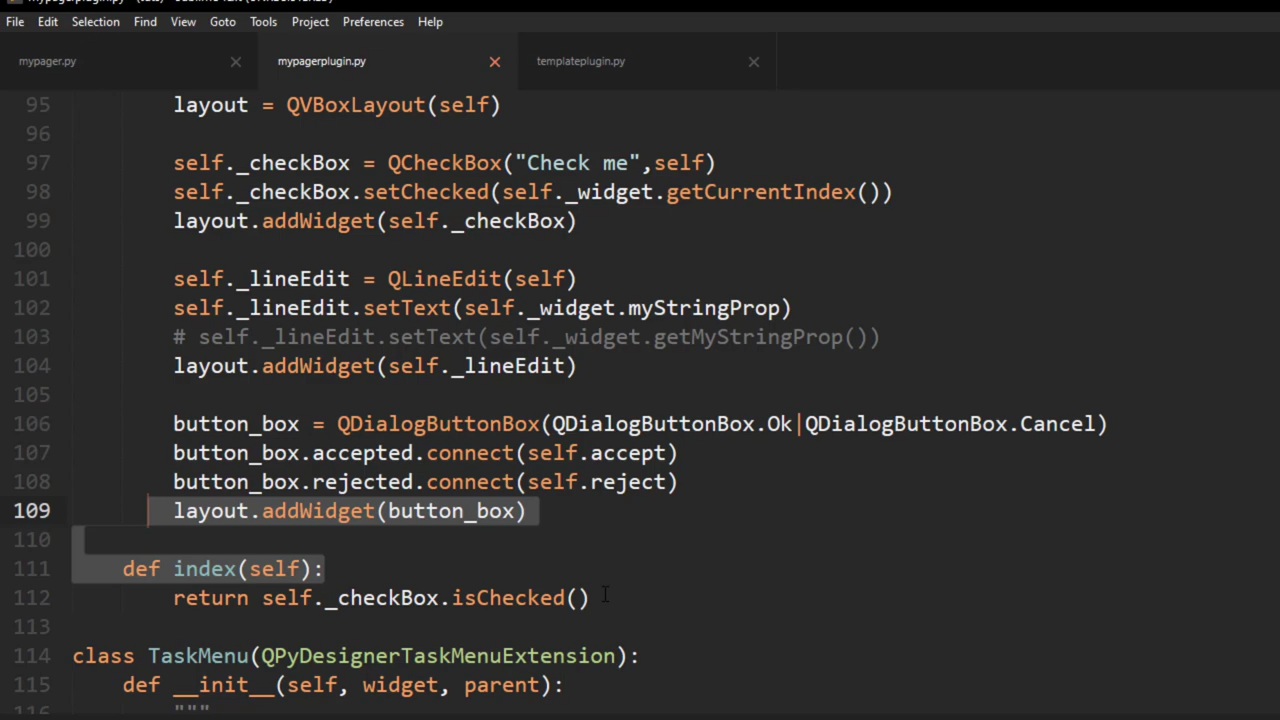 File Edit Selection Find View Goto Tools Project Preferences Help
mypager.py × mypagerplugin.py × templateplugin.py ×
95 layout = QVBoxLayout(self)
96
97 self._checkBox = QCheckBox("Check me",self)
98 self._checkBox.setChecked(self._widget.getCurrentIndex())
99 layout.addWidget(self._checkBox)
100
101 self._lineEdit = QLineEdit(self)
102 self._lineEdit.setText(self._widget.myStringProp)
103 # self._lineEdit.setText(self._widget.getMyStringProp())
104 layout.addWidget(self._lineEdit)
105
106 button_box = QDialogButtonBox(QDialogButtonBox.Ok|QDialogButtonBox.Cancel)
107 button_box.accepted.connect(self.accept)
108 button_box.rejected.connect(self.reject)
109 layout.addWidget(button_box)
110
111 def index(self):
112 return self._checkBox.isChecked()
113
114 class TaskMenu(QPyDesignerTaskMenuExtension):
115 def __init__(self, widget, parent):
116 """